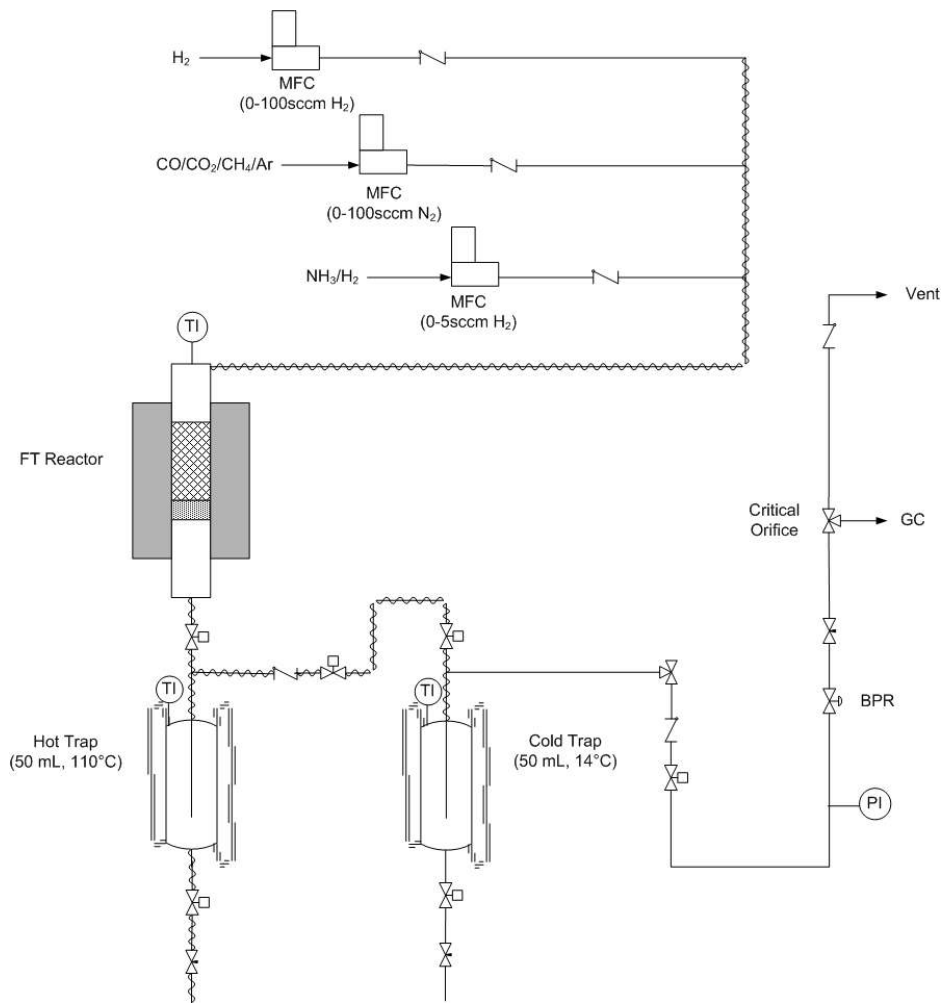 H₂
MFC
(0-100sccm H₂)
CO/CO₂/CH₄/Ar
MFC
(0-100sccm N₂)
NH₃/H₂
MFC
(0-5sccm H₂)
Vent
TI
FT Reactor
Critical
Orifice
GC
TI
TI
BPR
Hot Trap
(50 mL, 110°C)
Cold Trap
(50 mL, 14°C)
PI